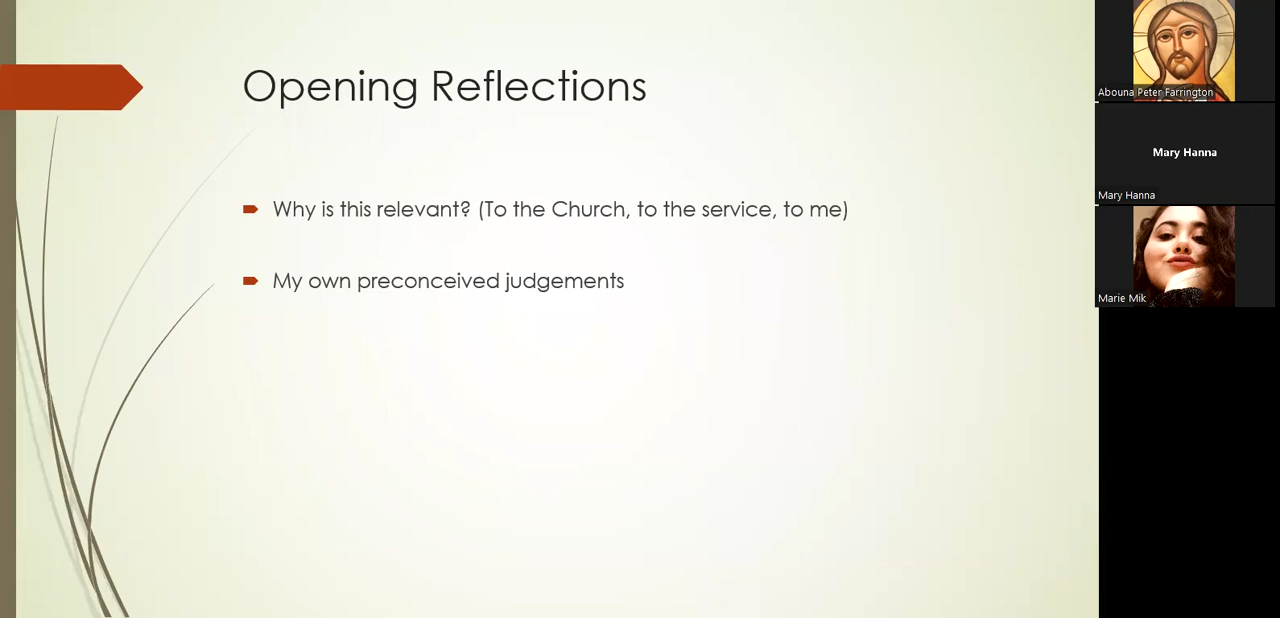 Opening Reflections
Why is this relevant? (To the Church, to the service, to me)
My own preconceived judgements
Abouna Peter Farrington
Mary Hanna
Mary Hanna
Marie Mik